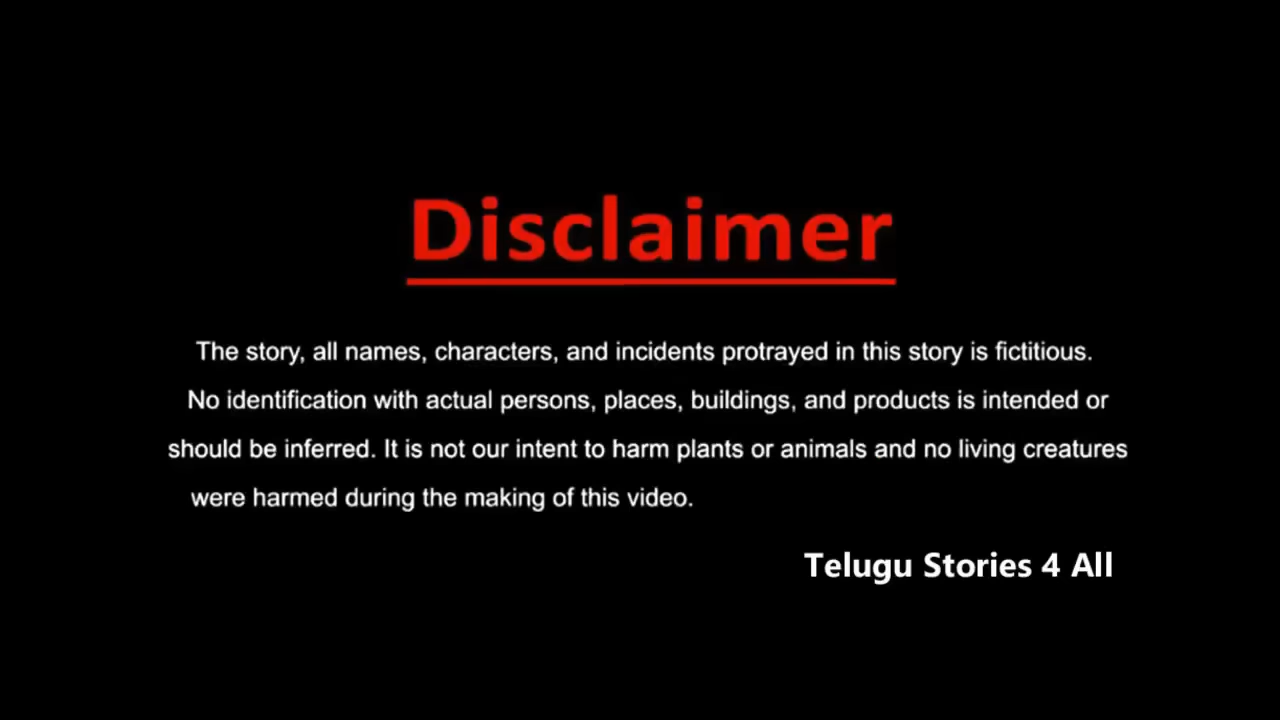 Disclaimer
The story, all names, characters, and incidents protrayed in this story is fictitious.
No identification with actual persons, places, buildings, and products is intended or
should be inferred. It is not our intent to harm plants or animals and no living creatures
were harmed during the making of this video.
Telugu Stories 4 All